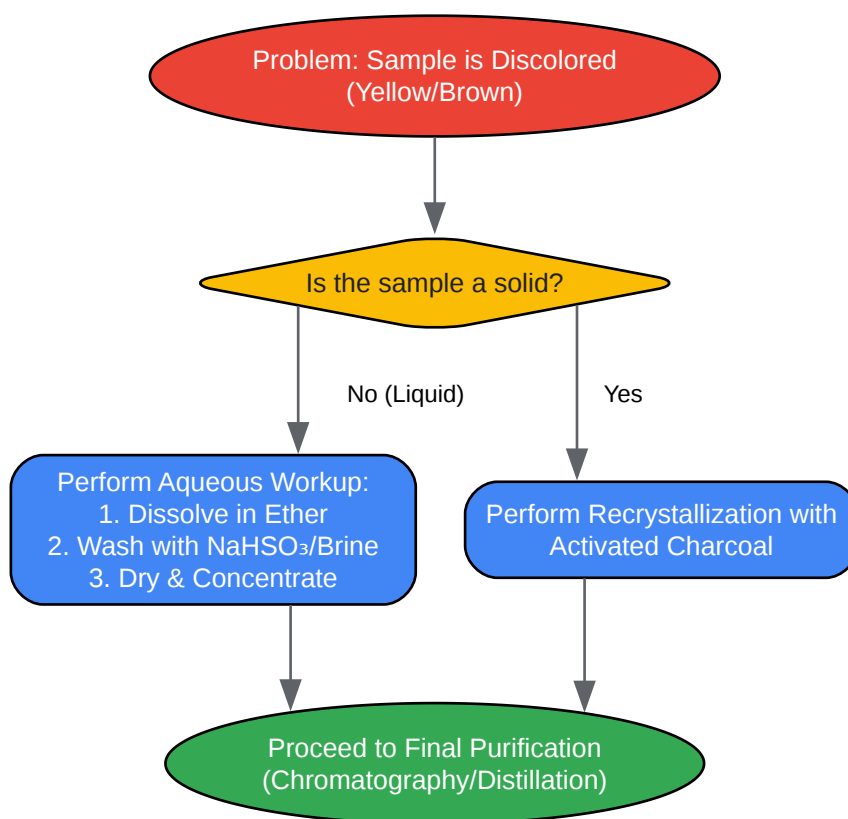 Problem: Sample is Discolored
(Yellow/Brown)
Is the sample a solid?
No (Liquid)
Yes
Perform Aqueous Workup:
1. Dissolve in Ether
2. Wash with NaHSO₃/Brine
3. Dry & Concentrate
Perform Recrystallization with
Activated Charcoal
Proceed to Final Purification
(Chromatography/Distillation)